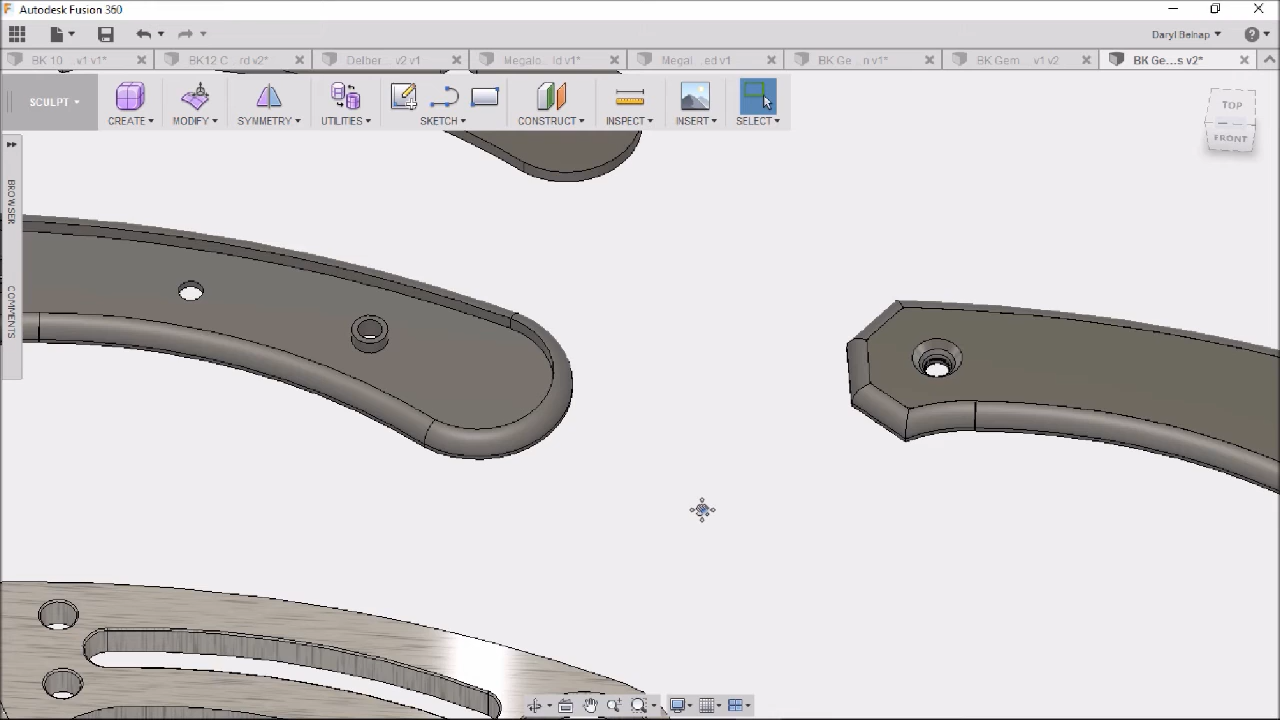 Autodesk Fusion 360
Daryl Belnap
BK 10 ... v1 v1*
BK12 C ... rd v2*
Delber... v2 v1
Megalo... ld v1*
Megal ... ed v1
BK Ge ... n v1*
BK Gem ... v1 v2
BK Ge...s v2*
SCULPT
CREATE
MODIFY
SYMMETRY
UTILITIES
SKETCH
CONSTRUCT
INSPECT
INSERT
SELECT
TOP
FRONT
BROWSER
COMMENTS